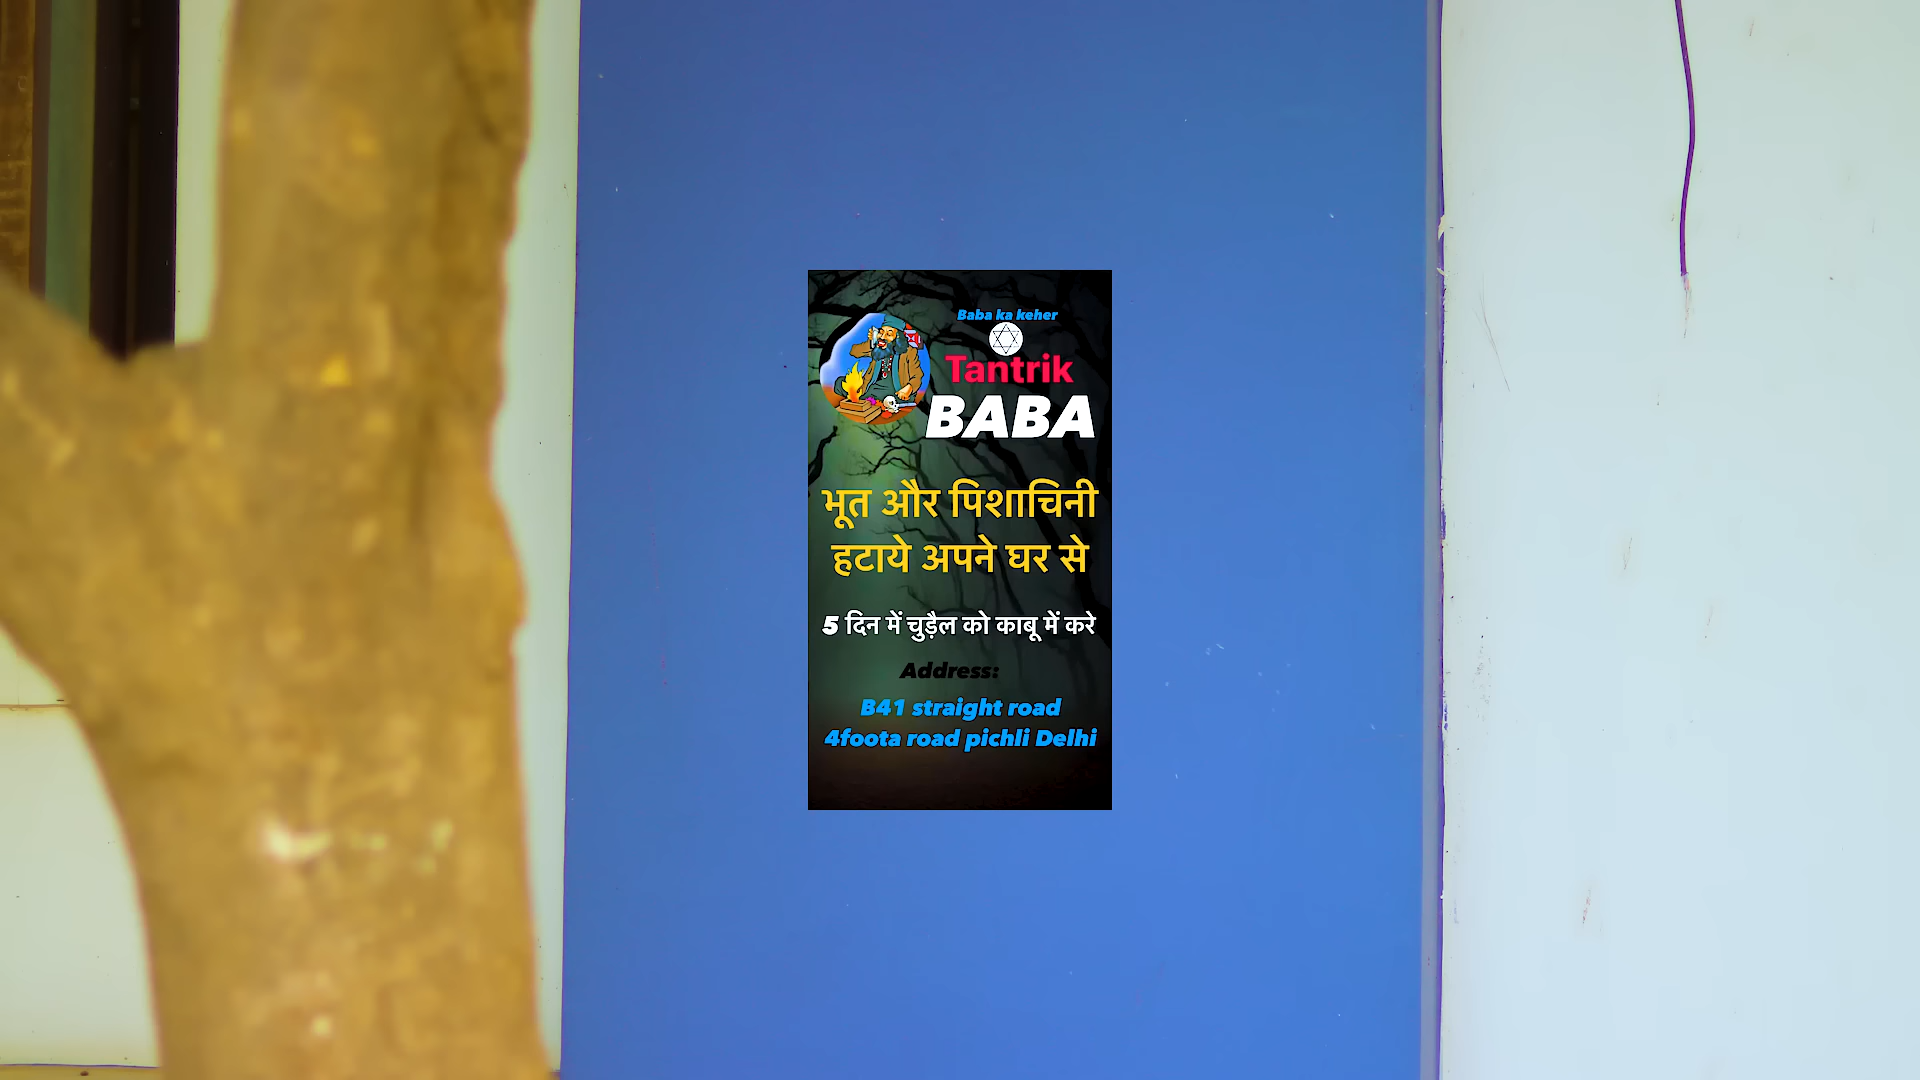 Baba ka keher
Tantrik
BABA
भूत और पिशाचिनी
हटाये अपने घर से
5 दिन में चुड़ैल को काबू में करे
Address:
B41 straight road
4foota road pichli Delhi